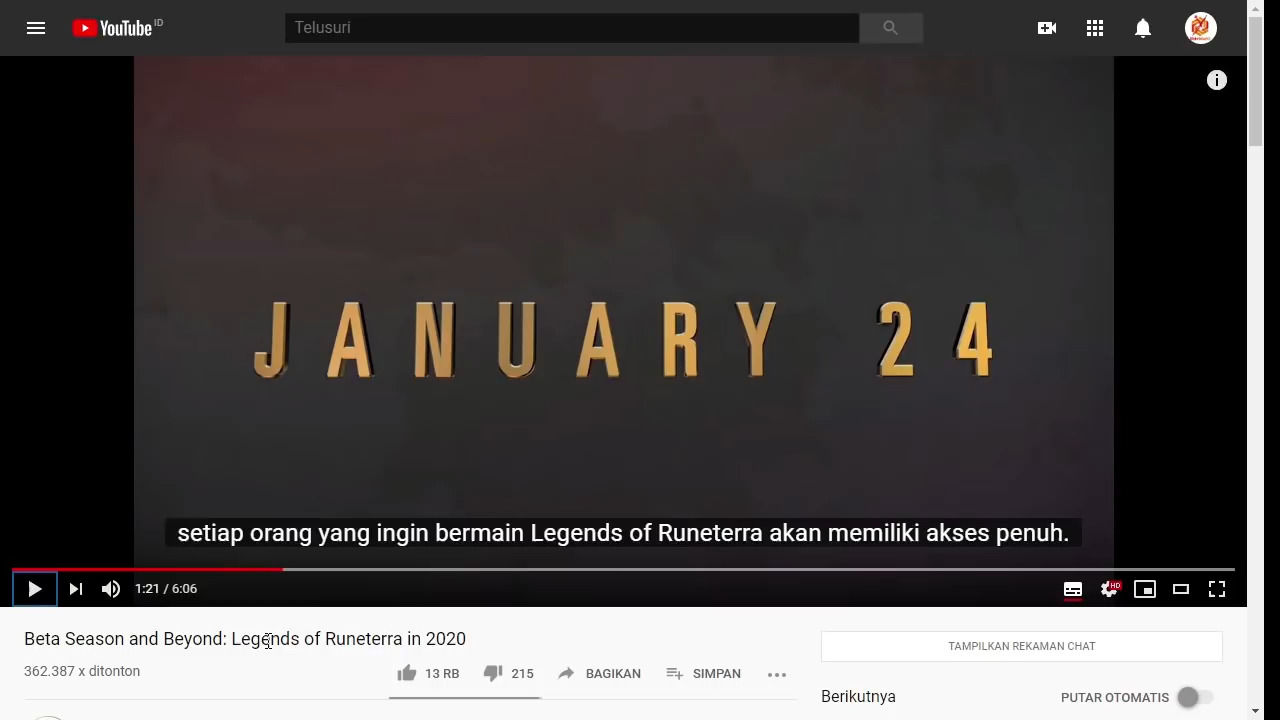 YouTube ID
Telusuri
JANUARY 24
setiap orang yang ingin bermain Legends of Runeterra akan memiliki akses penuh.
1:21 / 6:06
HD
Beta Season and Beyond: Legends of Runeterra in 2020
362.387 x ditonton
13 RB
215
BAGIKAN
SIMPAN
TAMPILKAN REKAMAN CHAT
Berikutnya
PUTAR OTOMATIS